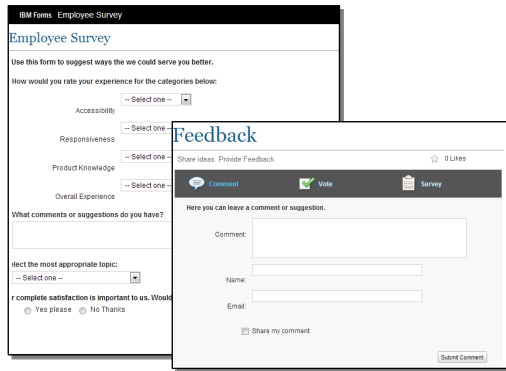 IBM Forms Employee Survey
Employee Survey
Use this form to suggest ways the we could serve you better.
How would you rate your experience for the categories below:
-- Select one --
Accessibility
-- Select one --
Responsiveness
-- Select one --
Product Knowledge
-- Select one --
Overall Experience
What comments or suggestions do you have?
elect the most appropriate topic:
-- Select one --
r complete satisfaction is important to us. Would
Yes please No Thanks
Feedback
Share ideas. Provide Feedback. 0 Likes
Comment Vote Survey
Here you can leave a comment or suggestion.
Comment:
Name:
Email:
Share my comment.
Submit Comment